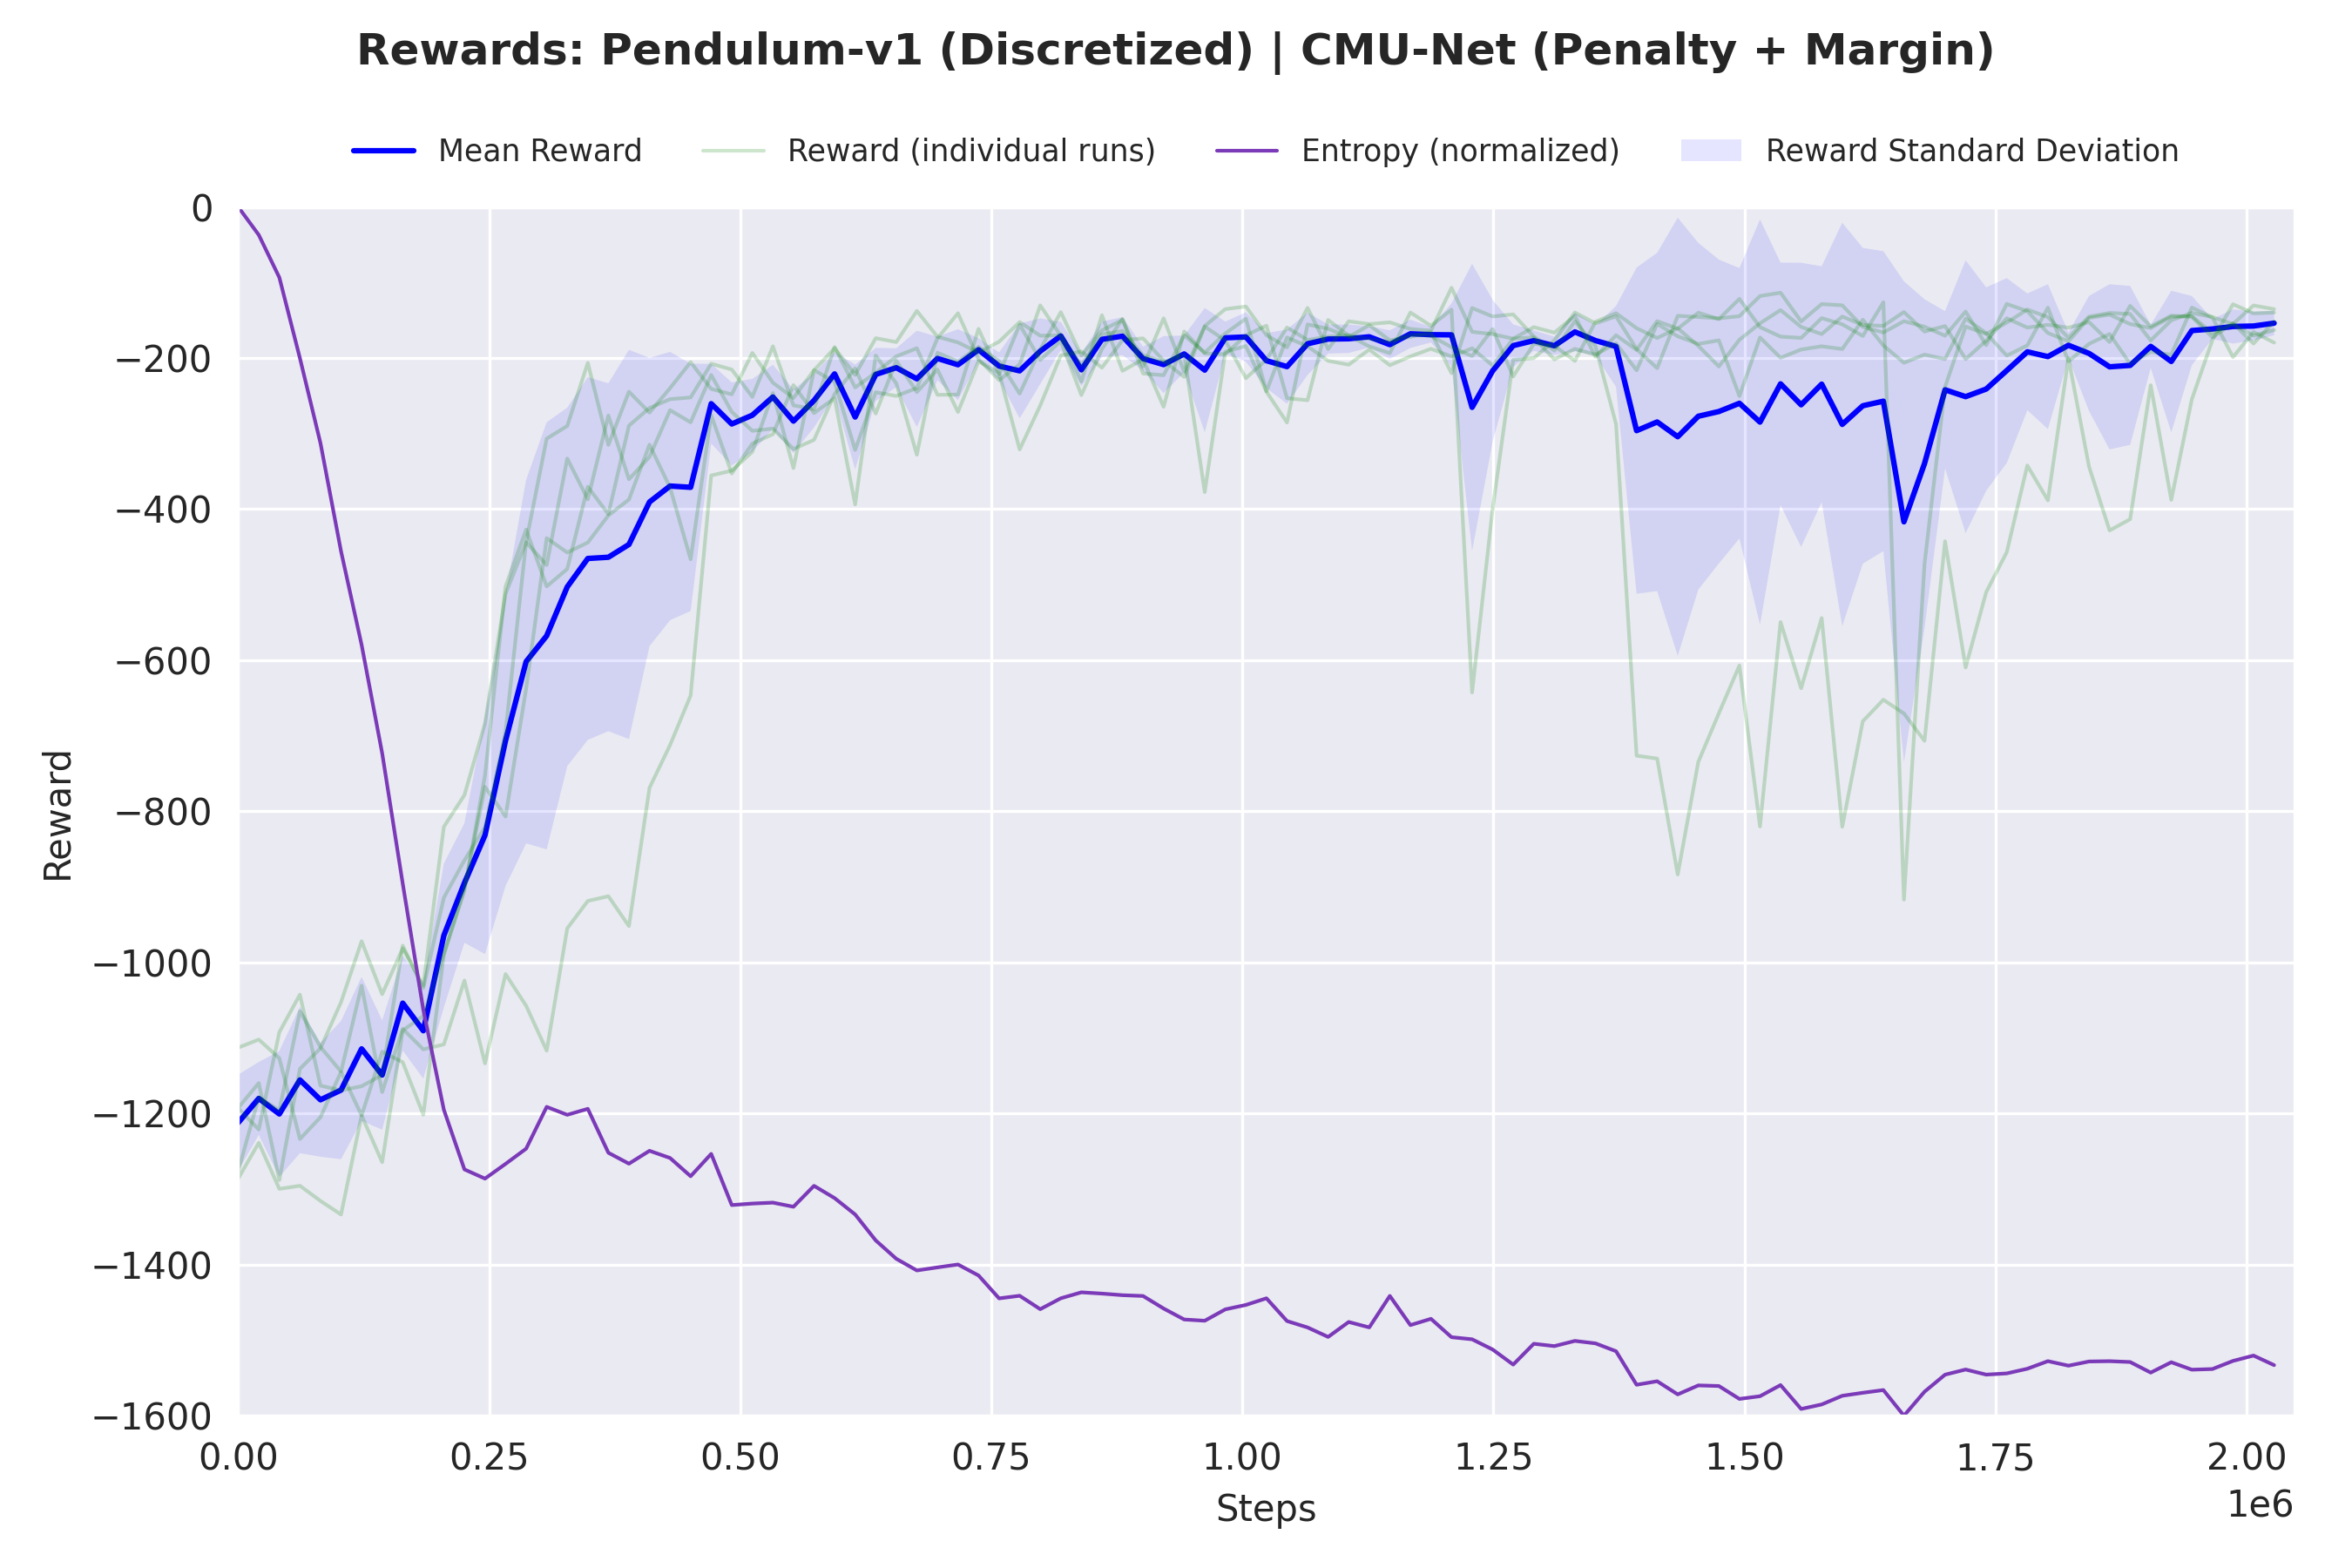 Rewards: Pendulum-v1 (Discretized) | CMU-Net (Penalty + Margin)
Mean Reward Reward (individual runs) Entropy (normalized) Reward Standard Deviation
0
−200
−400
−600
−800
−1000
−1200
−1400
−1600
Reward
0.00 0.25 0.50 0.75 1.00 1.25 1.50 1.75 2.00
Steps
1e6